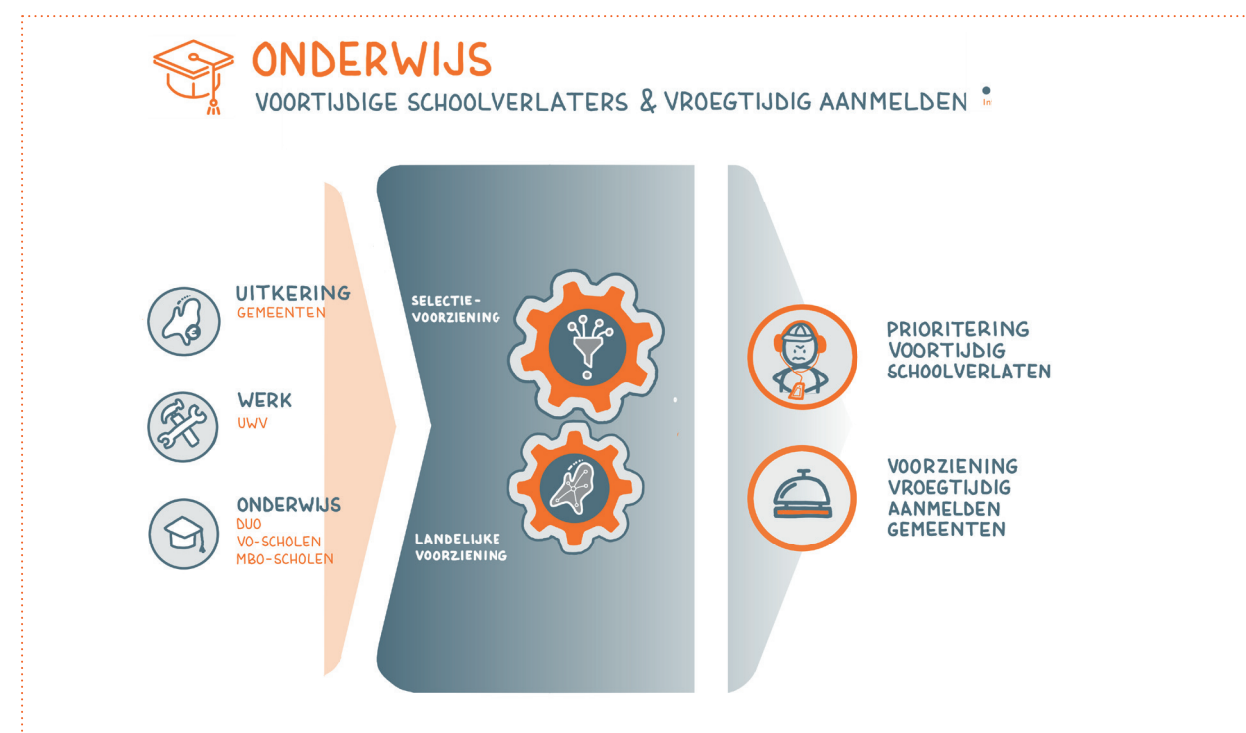 ONDERWIJS
VOORTIJDIGE SCHOOLVERLATERS & VROEGTIJDIG AANMELDEN
In
UITKERING
GEMEENTEN
WERK
UWV
ONDERWIJS
DUO
VO-SCHOLEN
MBO-SCHOLEN
SELECTIE-
VOORZIENING
LANDELIJKE
VOORZIENING
PRIORITERING
VOORTIJDIG
SCHOOLVERLATEN
VOORZIENING
VROEGTIJDIG
AANMELDEN
GEMEENTEN